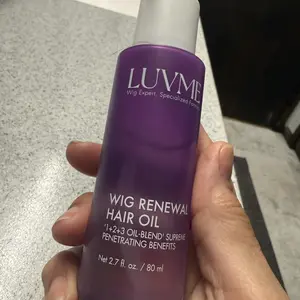 LUVME
Wig Expert, Specialized
WIG RENEWAL
HAIR OIL
'1+2+3 OIL-BLEND' SUPREME
PENETRATING BENEFITS
Net 2.7 fl. oz. / 80 ml